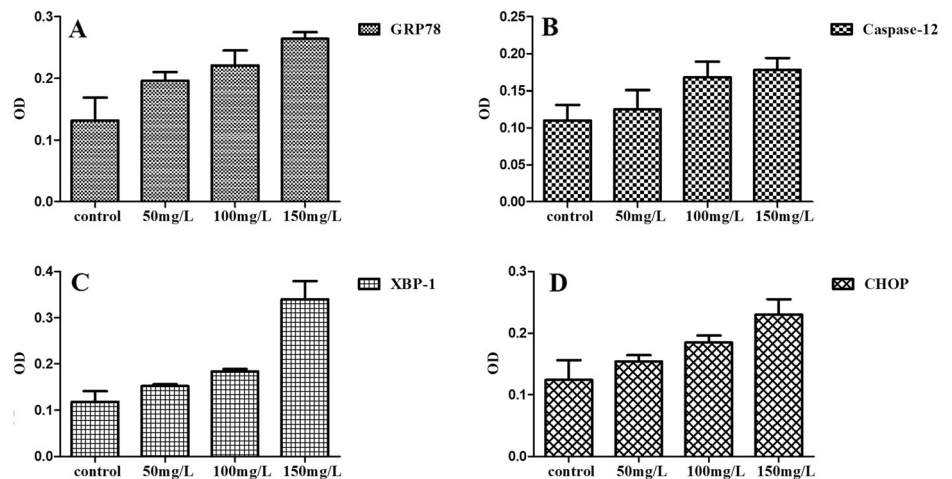 A
GRP78
0.3
0.2
0.1
0.0
OD
control 50mg/L 100mg/L 150mg/L
B
Caspase-12
0.25
0.20
0.15
0.10
0.05
0.00
OD
control 50mg/L 100mg/L 150mg/L
C
XBP-1
0.4
0.3
0.2
0.1
0.0
OD
control 50mg/L 100mg/L 150mg/L
D
CHOP
0.3
0.2
0.1
0.0
OD
control 50mg/L 100mg/L 150mg/L